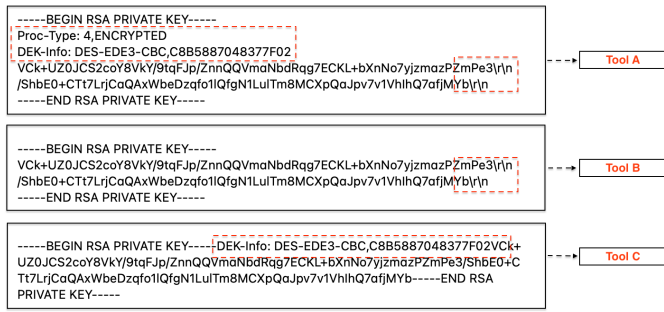 -----BEGIN RSA PRIVATE KEY-----
Proc-Type: 4,ENCRYPTED
DEK-Info: DES-EDE3-CBC,C8B5887048377F02
VCk+UZ0JCS2coY8VkY/9tqFJp/ZnnQQVmaNbdRqg7ECKL+bXnNo7yjzmazPZmPe3\r\n
/ShbE0+CTt7LrjCaQAxWbeDzqfo1lQfgN1LulTm8MCXpQaJpv7v1VhlhQ7afjMYb\r\n
-----END RSA PRIVATE KEY-----
Tool A
-----BEGIN RSA PRIVATE KEY-----
VCk+UZ0JCS2coY8VkY/9tqFJp/ZnnQQVmaNbdRqg7ECKL+bXnNo7yjzmazPZmPe3\r\n
/ShbE0+CTt7LrjCaQAxWbeDzqfo1lQfgN1LulTm8MCXpQaJpv7v1VhlhQ7afjMYb\r\n
-----END RSA PRIVATE KEY-----
Tool B
-----BEGIN RSA PRIVATE KEY-----DEK-Info: DES-EDE3-CBC,C8B5887048377F02VCk+
UZ0JCS2coY8VkY/9tqFJp/ZnnQQVmaNbdRqg7ECKL+bXnNo7yjzmazPZmPe3/ShbE0+C
Tt7LrjCaQAxWbeDzqfo1lQfgN1LulTm8MCXpQaJpv7v1VhlhQ7afjMYb-----END RSA
PRIVATE KEY-----
Tool C